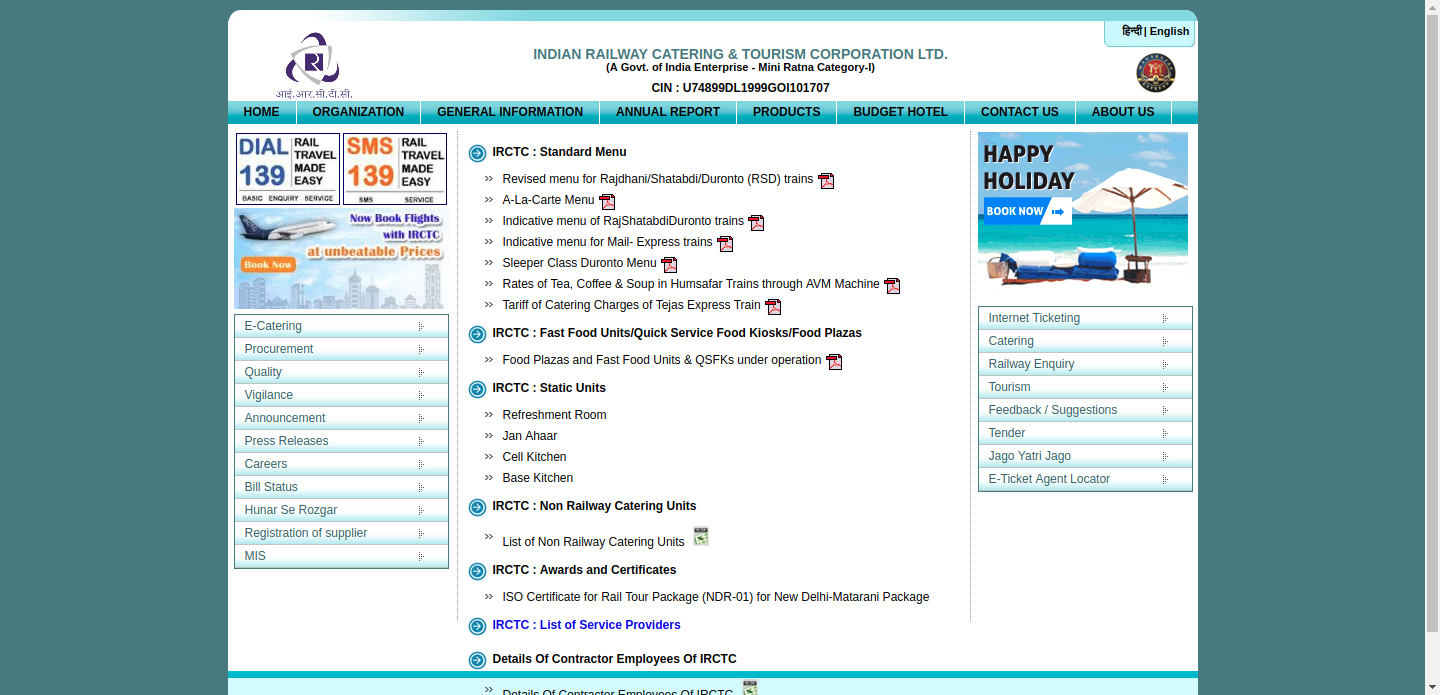 हिन्दी | English
INDIAN RAILWAY CATERING & TOURISM CORPORATION LTD.
(A Govt. of India Enterprise - Mini Ratna Category-I)
CIN : U74899DL1999GOI101707
आई.आर.सी.टी.सी.
HOME ORGANIZATION GENERAL INFORMATION ANNUAL REPORT PRODUCTS BUDGET HOTEL CONTACT US ABOUT US
DIAL 139
RAIL TRAVEL MADE EASY
BASIC ENQUIRY SERVICE
SMS 139
RAIL TRAVEL MADE EASY
SMS SERVICE
Now Book Flights
with IRCTC
at unbeatable Prices
Book Now
E-Catering
Procurement
Quality
Vigilance
Announcement
Press Releases
Careers
Bill Status
Hunar Se Rozgar
Registration of supplier
MIS
IRCTC : Standard Menu
Revised menu for Rajdhani/Shatabdi/Duronto (RSD) trains
A-La-Carte Menu
Indicative menu of RajShatabdiDuronto trains
Indicative menu for Mail- Express trains
Sleeper Class Duronto Menu
Rates of Tea, Coffee & Soup in Humsafar Trains through AVM Machine
Tariff of Catering Charges of Tejas Express Train
IRCTC : Fast Food Units/Quick Service Food Kiosks/Food Plazas
Food Plazas and Fast Food Units & QSFKs under operation
IRCTC : Static Units
Refreshment Room
Jan Ahaar
Cell Kitchen
Base Kitchen
IRCTC : Non Railway Catering Units
List of Non Railway Catering Units
IRCTC : Awards and Certificates
ISO Certificate for Rail Tour Package (NDR-01) for New Delhi-Matarani Package
IRCTC : List of Service Providers
Details Of Contractor Employees Of IRCTC
Details Of Contractor Employees Of IRCTC
HAPPY
HOLIDAY
BOOK NOW
Internet Ticketing
Catering
Railway Enquiry
Tourism
Feedback / Suggestions
Tender
Jago Yatri Jago
E-Ticket Agent Locator